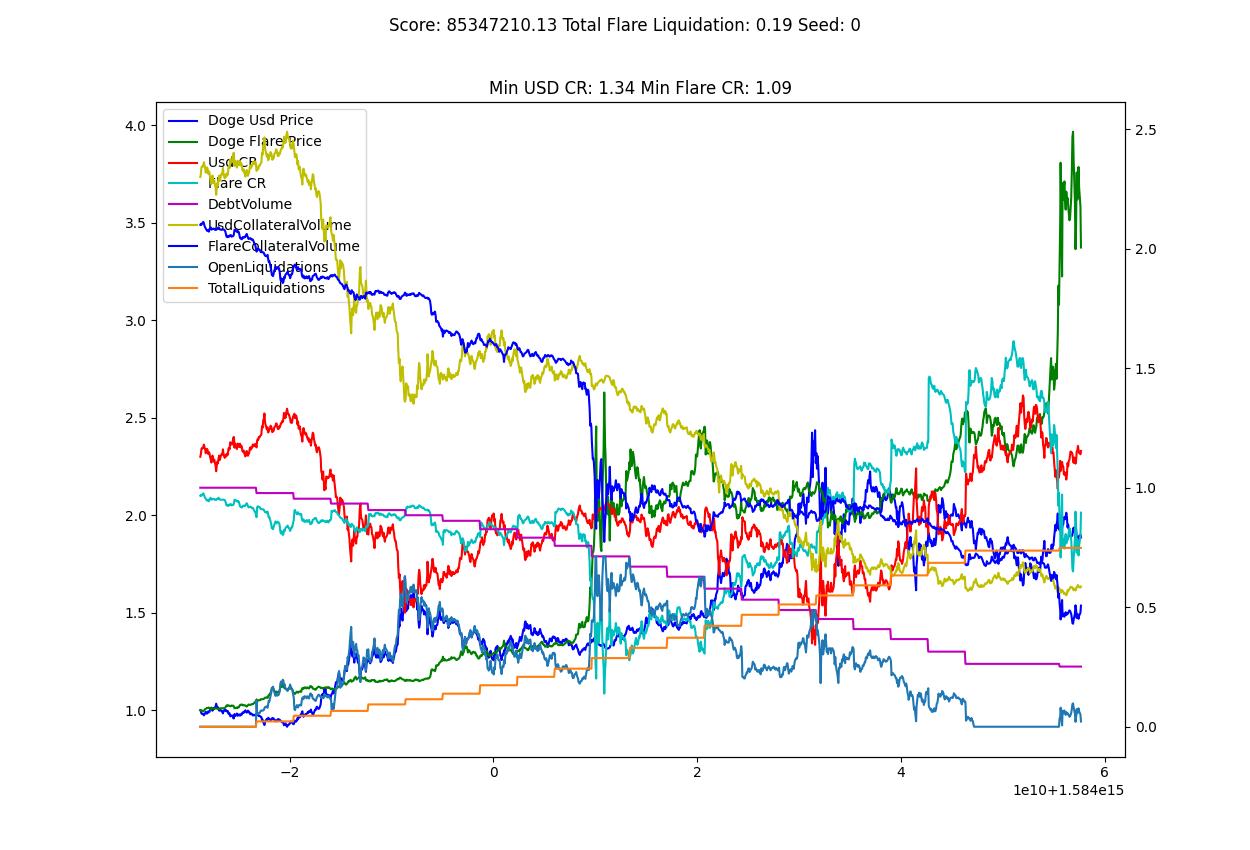 Score: 85347210.13 Total Flare Liquidation: 0.19 Seed: 0
Min USD CR: 1.34 Min Flare CR: 1.09
Doge Usd Price
Doge Flare Price
Usd CR
Flare CR
DebtVolume
UsdCollateralVolume
FlareCollateralVolume
OpenLiquidations
TotalLiquidations
4.0
3.5
3.0
2.5
2.0
1.5
1.0
2.5
2.0
1.5
1.0
0.5
0.0
−2
0
2
4
6
1e10+1.584e15